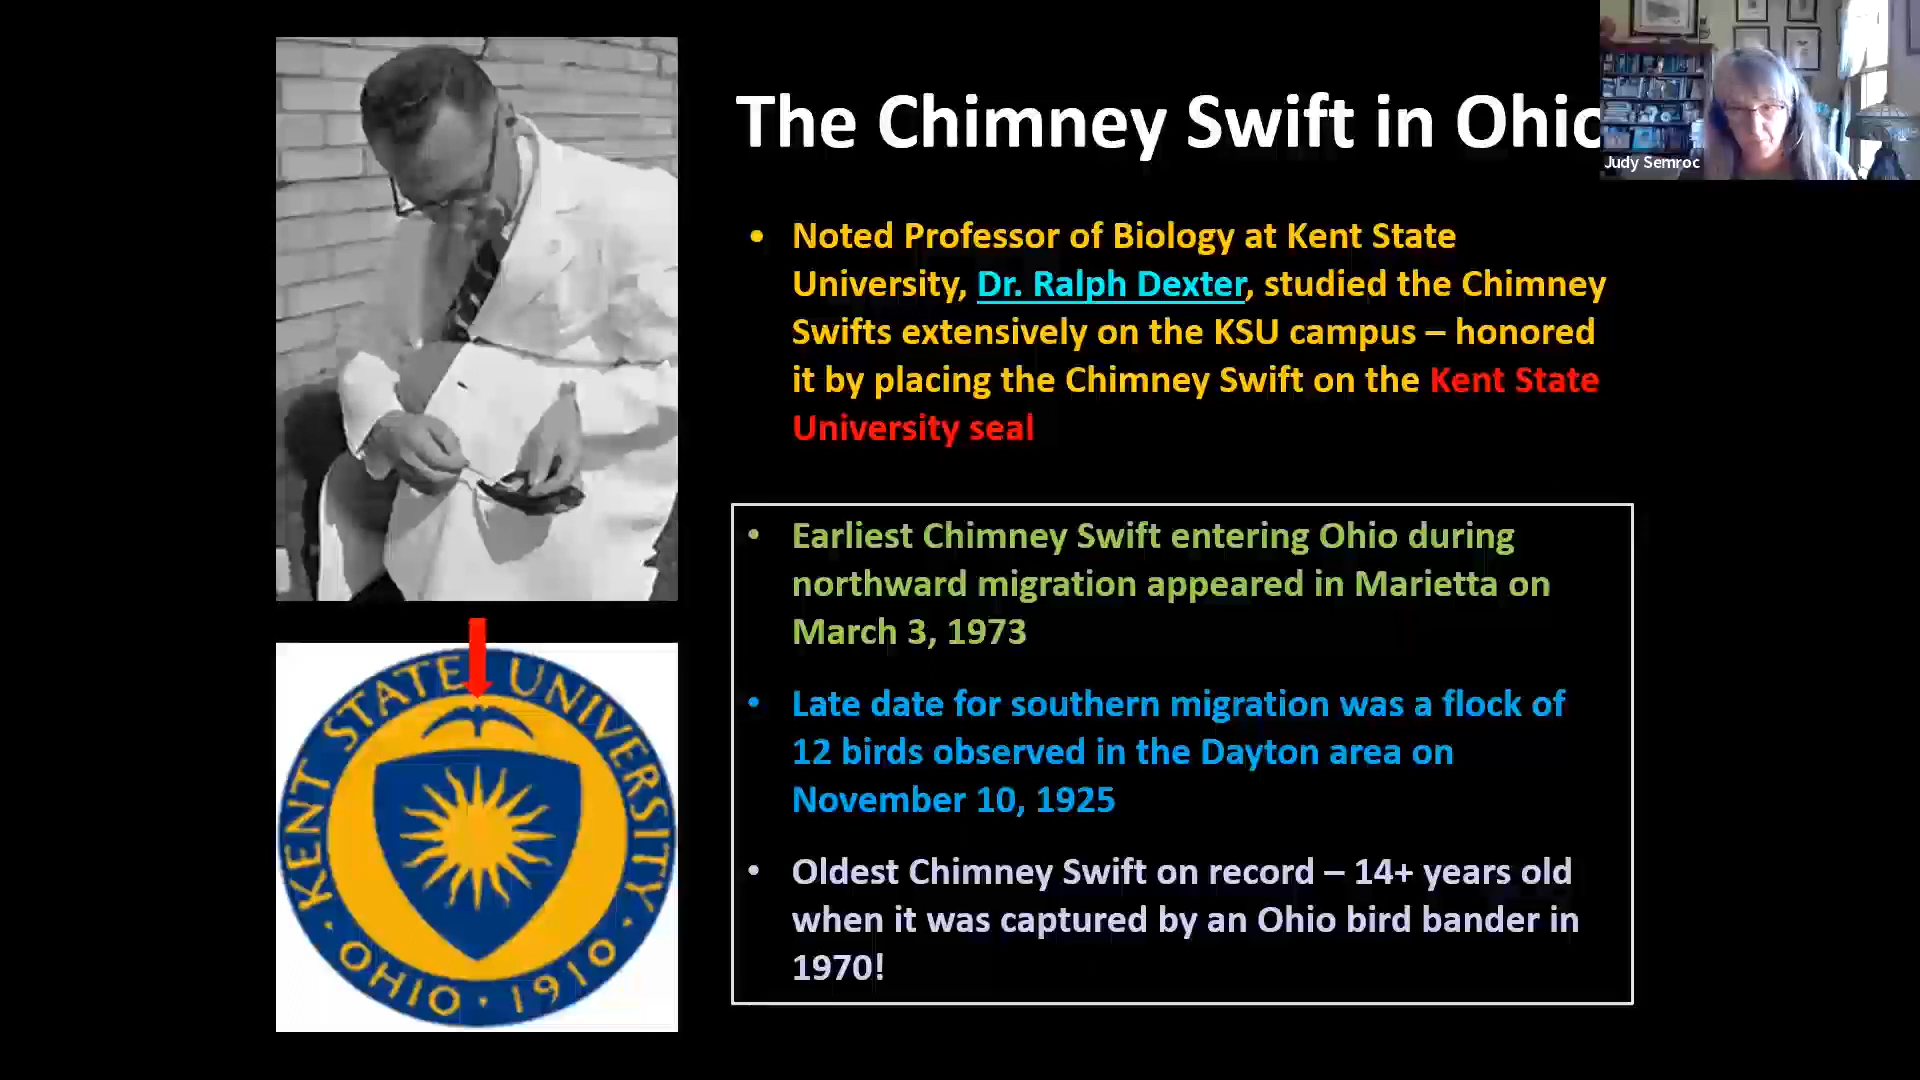 The Chimney Swift in Ohio
Judy Semroc
• Noted Professor of Biology at Kent State
University, Dr. Ralph Dexter, studied the Chimney
Swifts extensively on the KSU campus – honored
it by placing the Chimney Swift on the Kent State
University seal
• Earliest Chimney Swift entering Ohio during
northward migration appeared in Marietta on
March 3, 1973
• Late date for southern migration was a flock of
12 birds observed in the Dayton area on
November 10, 1925
• Oldest Chimney Swift on record – 14+ years old
when it was captured by an Ohio bird bander in
1970!
KENT STATE UNIVERSITY
· OHIO · 1910 ·